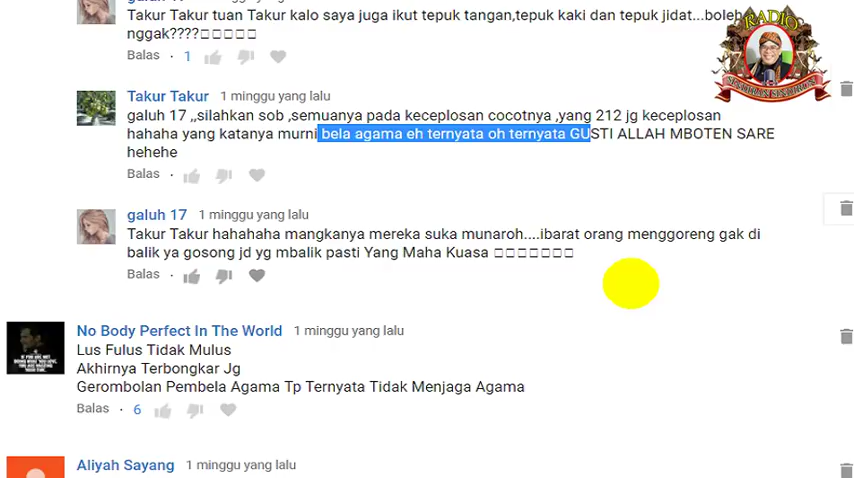 galuh 17
Takur Takur tuan Takur kalo saya juga ikut tepuk tangan,tepuk kaki dan tepuk jidat...boleh
nggak????
Balas · 1
RADIO
Takur Takur 1 minggu yang lalu
galuh 17 ,,silahkan sob ,semuanya pada keceplosan cocotnya ,yang 212 jg keceplosan
hahaha yang katanya murni bela agama eh ternyata oh ternyata GUSTI ALLAH MBOTEN SARE
hehehe
Balas ·
galuh 17 1 minggu yang lalu
Takur Takur hahahaha mangkanya mereka suka munaroh....ibarat orang menggoreng gak di
balik ya gosong jd yg mbalik pasti Yang Maha Kuasa
Balas ·
No Body Perfect In The World 1 minggu yang lalu
Lus Fulus Tidak Mulus
Akhirnya Terbongkar Jg
Gerombolan Pembela Agama Tp Ternyata Tidak Menjaga Agama
Balas · 6
Aliyah Sayang 1 minggu yang lalu